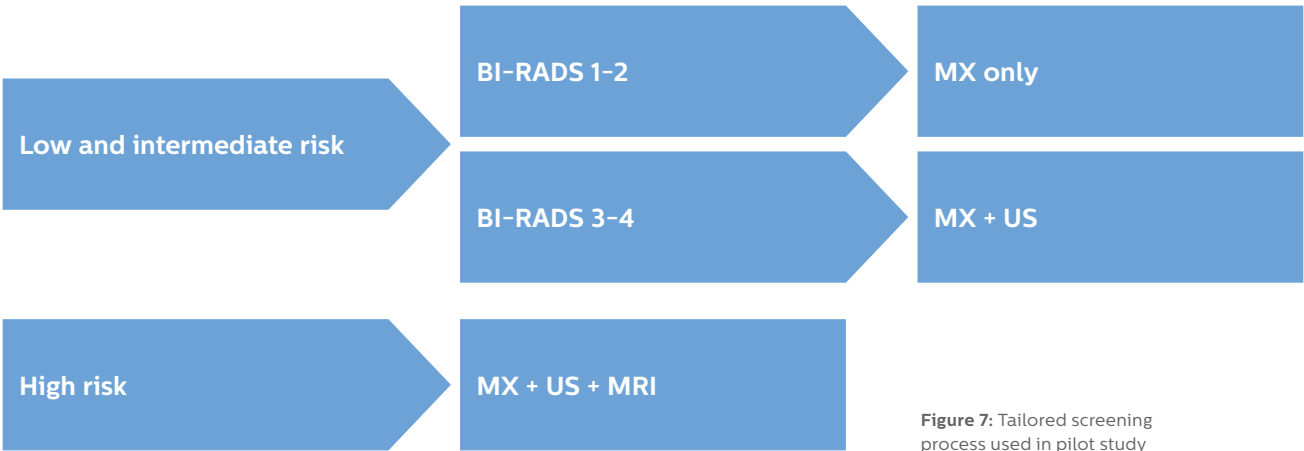 BI-RADS 1-2
MX only
Low and intermediate risk
BI-RADS 3-4
MX + US
High risk
MX + US + MRI
Figure 7: Tailored screening
process used in pilot study